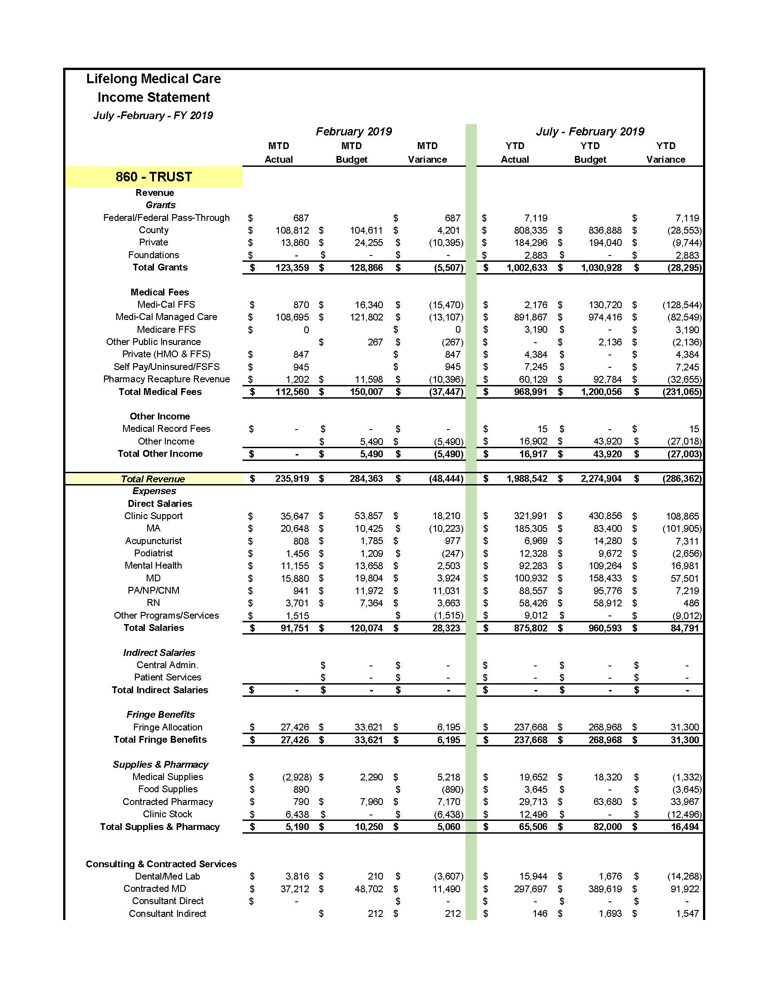 Lifelong Medical Care
Income Statement
July -February - FY 2019
February 2019 July - February 2019
MTD MTD MTD YTD YTD YTD
Actual Budget Variance Actual Budget Variance
860 - TRUST
Revenue
Grants
Federal/Federal Pass-Through $ 687 $ 687 $ 7,119 $ 7,119
County $ 108,812 $ 104,611 $ 4,201 $ 808,335 $ 836,888 $ (28,553)
Private $ 13,860 $ 24,255 $ (10,395) $ 184,296 $ 194,040 $ (9,744)
Foundations $ - $ - $ - $ 2,883 $ - $ 2,883
Total Grants $ 123,359 $ 128,866 $ (5,507) $ 1,002,633 $ 1,030,928 $ (28,295)
Medical Fees
Medi-Cal FFS $ 870 $ 16,340 $ (15,470) $ 2,176 $ 130,720 $ (128,544)
Medi-Cal Managed Care $ 108,695 $ 121,802 $ (13,107) $ 891,867 $ 974,416 $ (82,549)
Medicare FFS $ 0 $ 0 $ 3,190 $ - $ 3,190
Other Public Insurance $ 267 $ (267) $ - $ 2,136 $ (2,136)
Private (HMO & FFS) $ 847 $ 847 $ 4,384 $ - $ 4,384
Self Pay/Uninsured/FSFS $ 945 $ 945 $ 7,245 $ - $ 7,245
Pharmacy Recapture Revenue $ 1,202 $ 11,598 $ (10,396) $ 60,129 $ 92,784 $ (32,655)
Total Medical Fees $ 112,560 $ 150,007 $ (37,447) $ 968,991 $ 1,200,056 $ (231,065)
Other Income
Medical Record Fees $ - $ - $ - $ 15 $ - $ 15
Other Income $ 5,490 $ (5,490) $ 16,902 $ 43,920 $ (27,018)
Total Other Income $ - $ 5,490 $ (5,490) $ 16,917 $ 43,920 $ (27,003)
Total Revenue $ 235,919 $ 284,363 $ (48,444) $ 1,988,542 $ 2,274,904 $ (286,362)
Expenses
Direct Salaries
Clinic Support $ 35,647 $ 53,857 $ 18,210 $ 321,991 $ 430,856 $ 108,865
MA $ 20,648 $ 10,425 $ (10,223) $ 185,305 $ 83,400 $ (101,905)
Acupuncturist $ 808 $ 1,785 $ 977 $ 6,969 $ 14,280 $ 7,311
Podiatrist $ 1,456 $ 1,209 $ (247) $ 12,328 $ 9,672 $ (2,656)
Mental Health $ 11,155 $ 13,658 $ 2,503 $ 92,283 $ 109,264 $ 16,981
MD $ 15,880 $ 19,804 $ 3,924 $ 100,932 $ 158,433 $ 57,501
PA/NP/CNM $ 941 $ 11,972 $ 11,031 $ 88,557 $ 95,776 $ 7,219
RN $ 3,701 $ 7,364 $ 3,663 $ 58,426 $ 58,912 $ 486
Other Programs/Services $ 1,515 $ (1,515) $ 9,012 $ - $ (9,012)
Total Salaries $ 91,751 $ 120,074 $ 28,323 $ 875,802 $ 960,593 $ 84,791
Indirect Salaries
Central Admin. $ - $ - $ - $ - $ -
Patient Services $ - $ - $ - $ - $ -
Total Indirect Salaries $ - $ - $ - $ - $ - $ -
Fringe Benefits
Fringe Allocation $ 27,426 $ 33,621 $ 6,195 $ 237,668 $ 268,968 $ 31,300
Total Fringe Benefits $ 27,426 $ 33,621 $ 6,195 $ 237,668 $ 268,968 $ 31,300
Supplies & Pharmacy
Medical Supplies $ (2,928) $ 2,290 $ 5,218 $ 19,652 $ 18,320 $ (1,332)
Food Supplies $ 890 $ (890) $ 3,645 $ - $ (3,645)
Contracted Pharmacy $ 790 $ 7,960 $ 7,170 $ 29,713 $ 63,680 $ 33,967
Clinic Stock $ 6,438 $ - $ (6,438) $ 12,496 $ - $ (12,496)
Total Supplies & Pharmacy $ 5,190 $ 10,250 $ 5,060 $ 65,506 $ 82,000 $ 16,494
Consulting & Contracted Services
Dental/Med Lab $ 3,816 $ 210 $ (3,607) $ 15,944 $ 1,676 $ (14,268)
Contracted MD $ 37,212 $ 48,702 $ 11,490 $ 297,697 $ 389,619 $ 91,922
Consultant Direct $ - $ - $ - $ - $ -
Consultant Indirect $ 212 $ 212 $ 146 $ 1,693 $ 1,547